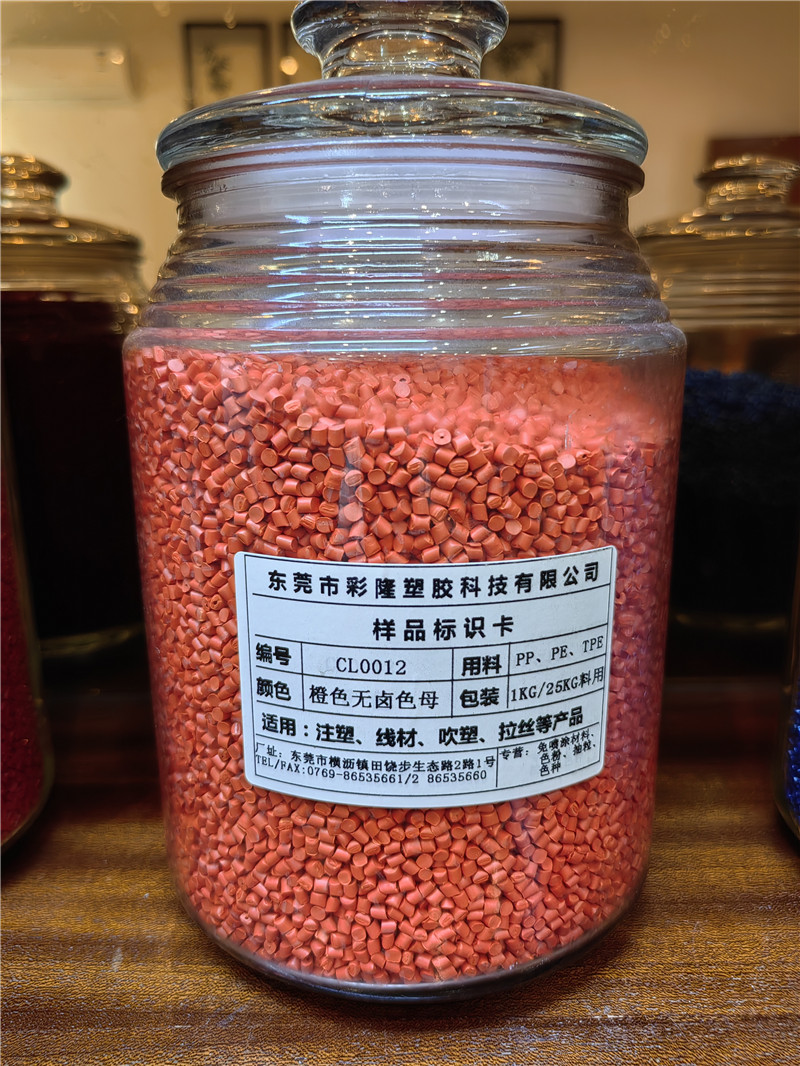 东莞市彩隆塑胶科技有限公司
样品标识卡
编号 CL0012 用料 PP、PE、TPE
颜色 橙色无卤色母 包装 1KG/25KG料用
适用：注塑、线材、吹塑、拉丝等产品
厂址：东莞市横沥镇田饶步生态路2路1号
TEL/FAX:0769-86535661/2 86535660
专营：免喷涂材料、
色粉、抽粒、
色种